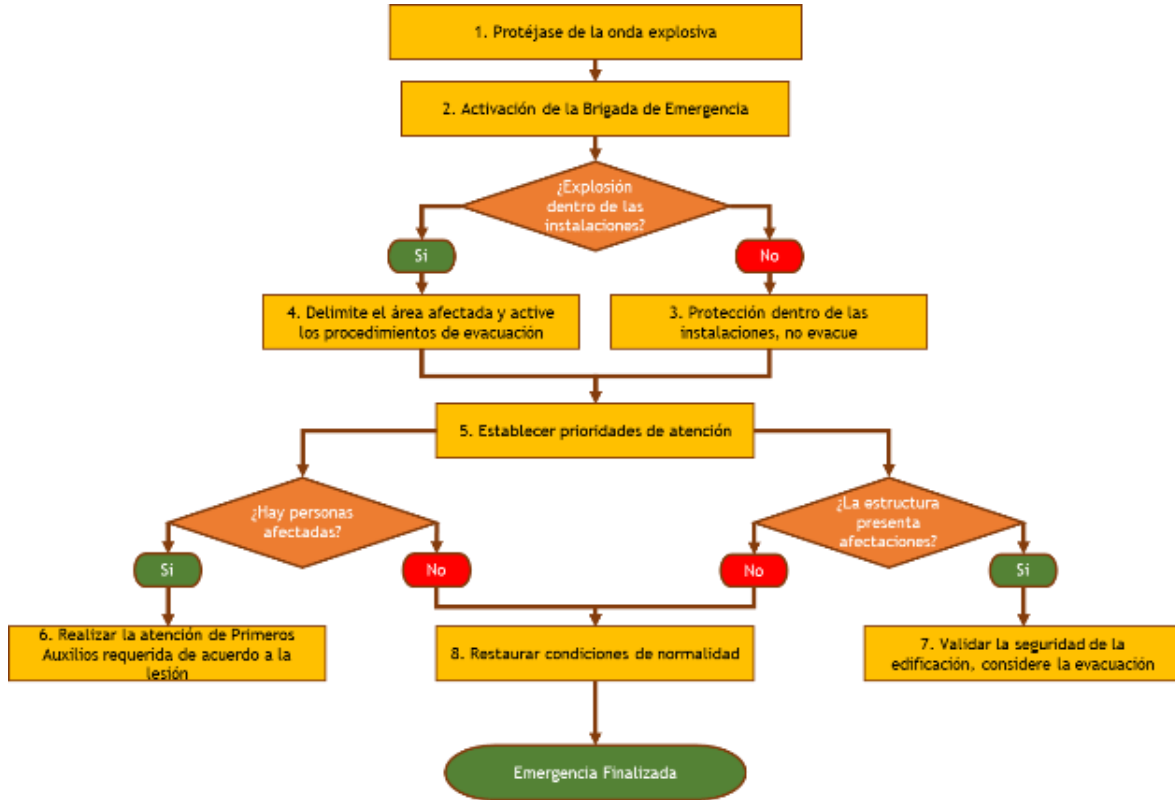 1. Protéjase de la onda explosiva
2. Activación de la Brigada de Emergencia
¿Explosión
dentro de las
instalaciones?
Si
No
4. Delimite el área afectada y active
los procedimientos de evacuación
3. Protección dentro de las
instalaciones, no evacue
5. Establecer prioridades de atención
¿Hay personas
afectadas?
¿La estructura
presenta
afectaciones?
Si
No
No
Si
6. Realizar la atención de Primeros
Auxilios requerida de acuerdo a la
lesión
8. Restaurar condiciones de normalidad
7. Validar la seguridad de la
edificación, considere la evacuación
Emergencia Finalizada